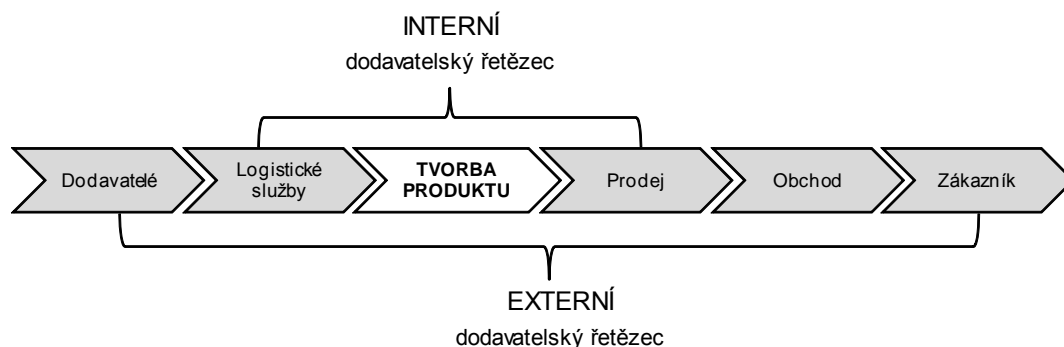 INTERNÍ
dodavatelský řetězec
Dodavatelé
Logistické
služby
TVORBA
PRODUKTU
Prodej
Obchod
Zákazník
EXTERNÍ
dodavatelský řetězec